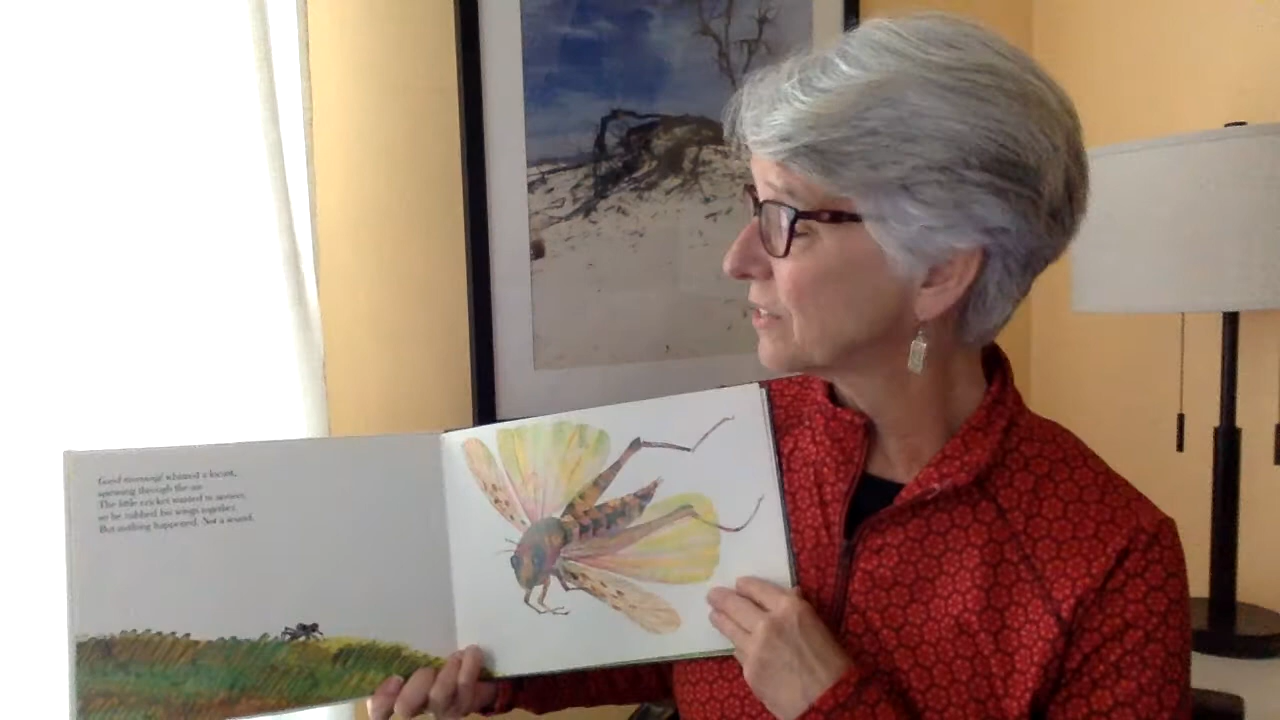 Good morning! whizzed a locust,
spinning through the air.
The little cricket wanted to answer,
so he rubbed his wings together.
But nothing happened. Not a sound.